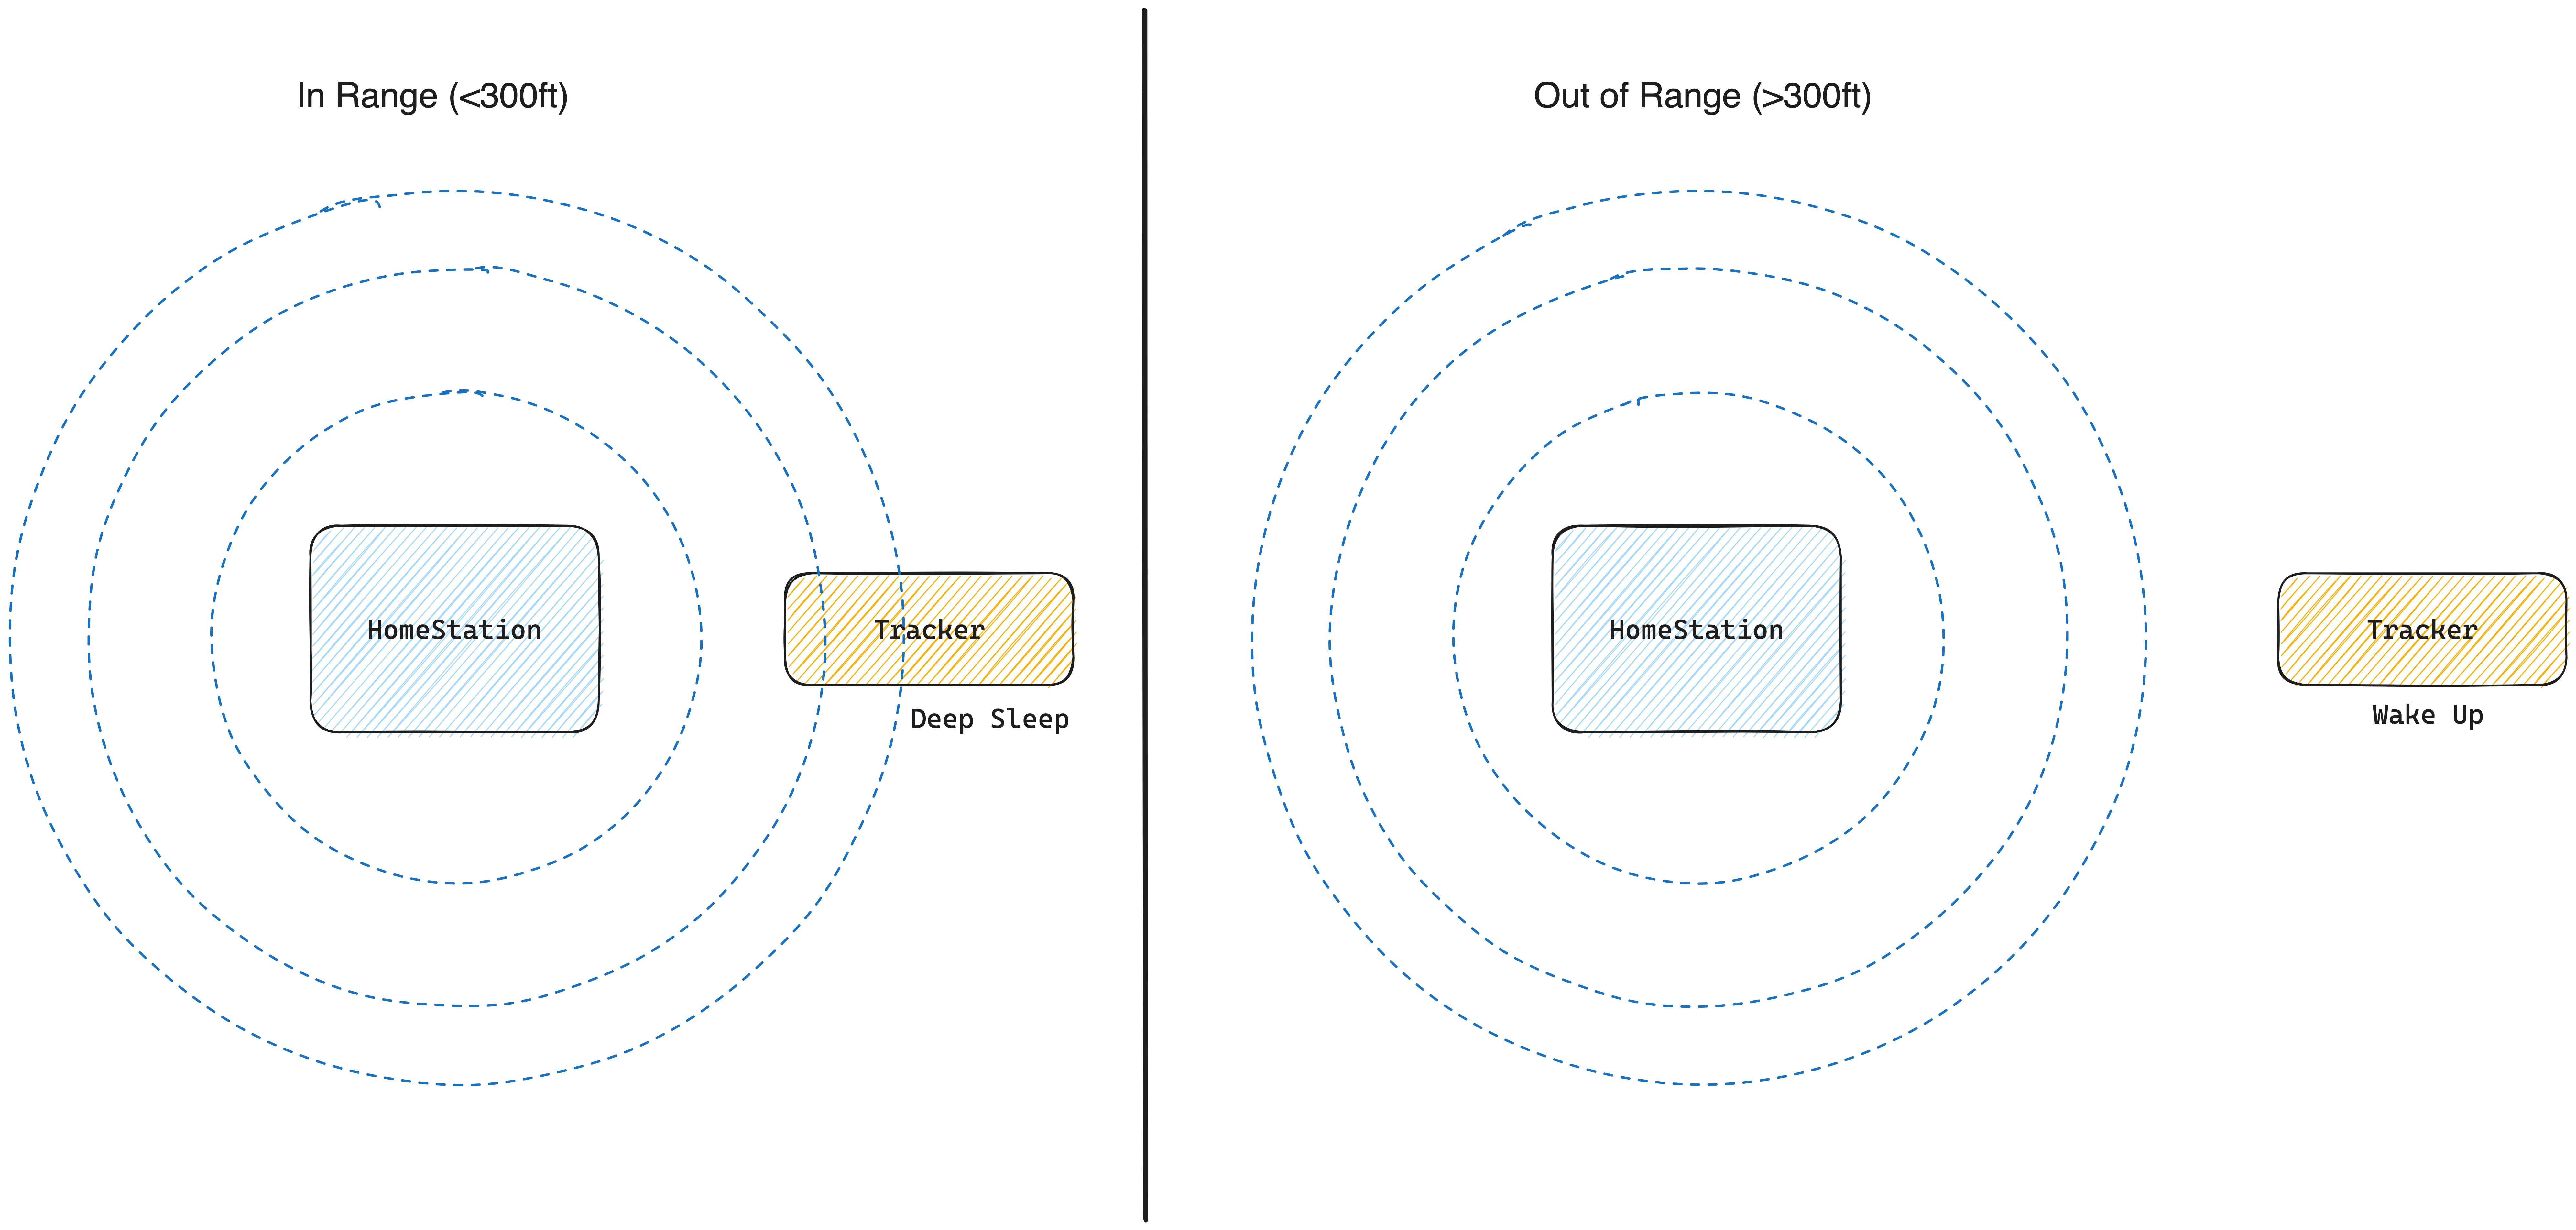 In Range (<300ft)
HomeStation
Tracker
Deep Sleep
Out of Range (>300ft)
HomeStation
Tracker
Wake Up